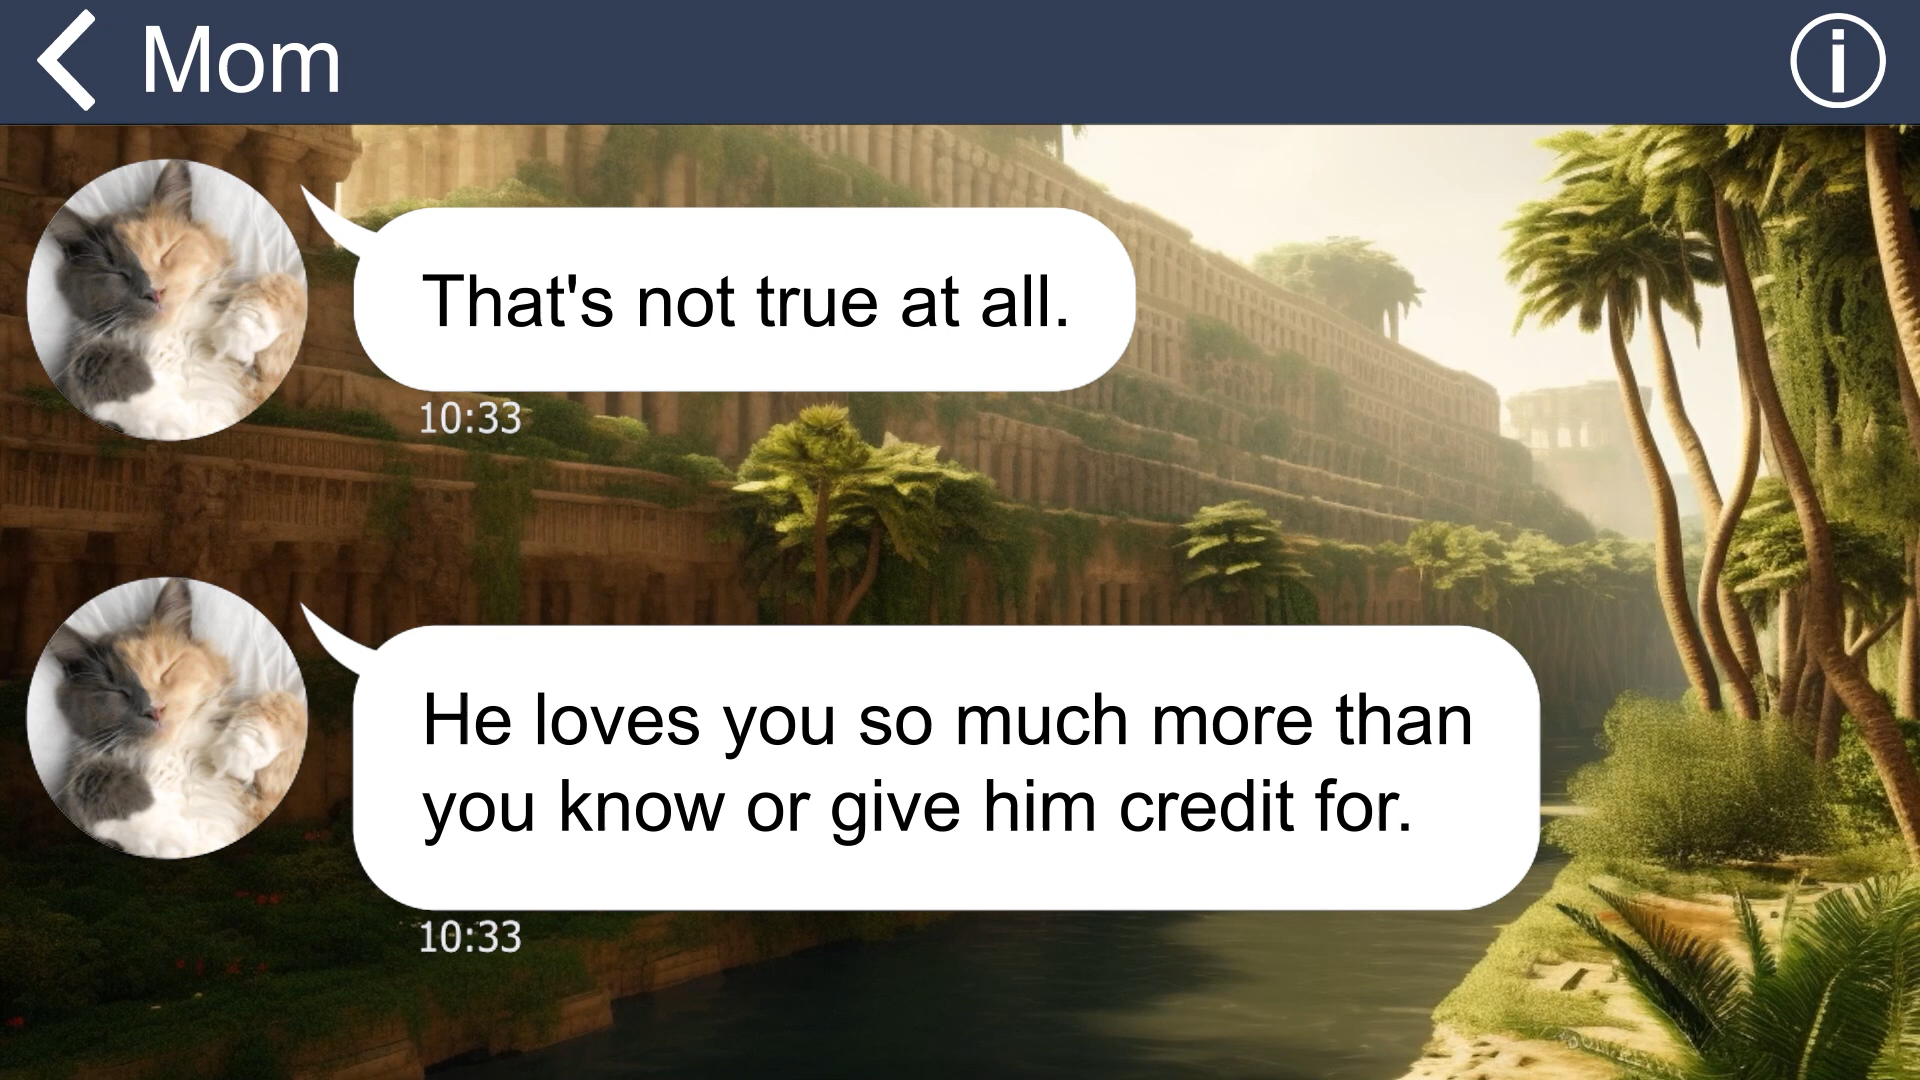 Mom
That's not true at all.
10:33
He loves you so much more than
you know or give him credit for.
10:33